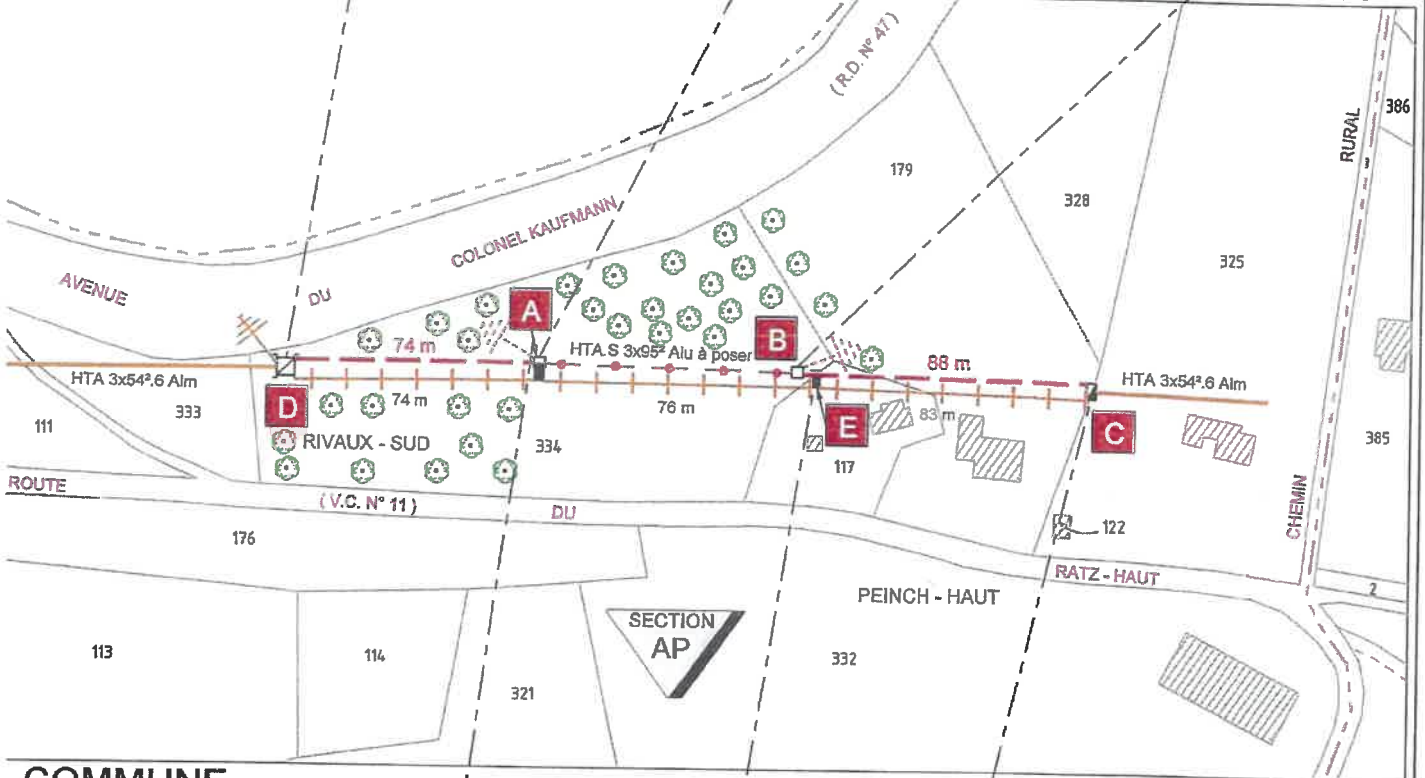 ( R.D. N° 47 )
386
RURAL
179
328
COLONEL KAUFMANN
325
AVENUE
DU
A
B
74 m
HTA.S 3x95² Alu à poser
88 m
HTA 3x54².6 Alm
HTA 3x54².6 Alm
D
74 m
76 m
83 m
E
C
333
111
RIVAUX - SUD
334
117
385
ROUTE
( V.C. N° 11 )
DU
CHEMIN
122
176
RATZ - HAUT
PEINCH - HAUT
2
SECTION
AP
113
114
332
321
COMMUNE